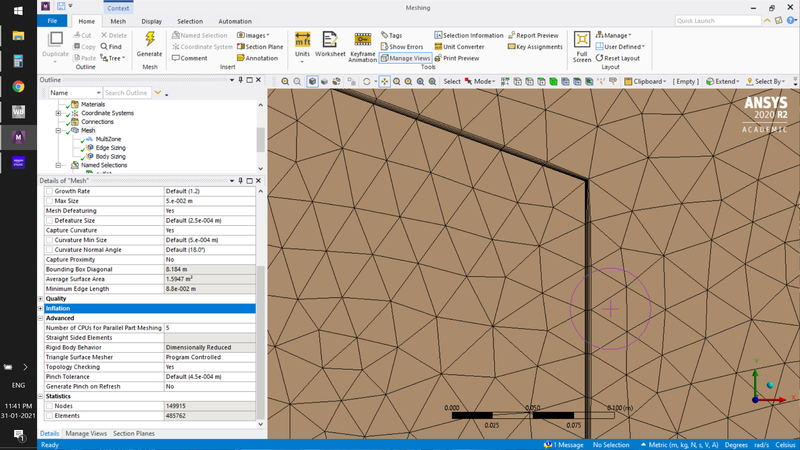 Context
Meshing
File
Home
Mesh
Display
Selection
Automation
Quick Launch
Duplicate
Cut
Delete
Copy
Find
Paste
Tree
Outline
Generate
Mesh
Named Selection
Coordinate System
Comment
Images
Section Plane
Annotation
Insert
Units
Worksheet
Keyframe Animation
Tags
Show Errors
Manage Views
Selection Information
Unit Converter
Print Preview
Report Preview
Key Assignments
Tools
Full Screen
Manage
User Defined
Reset Layout
Layout
Outline
Name
Search Outline
Materials
Coordinate Systems
Connections
Mesh
MultiZone
Edge Sizing
Body Sizing
Named Selections
Select
Mode
Clipboard
[ Empty ]
Extend
Select By
ANSYS
2020 R2
ACADEMIC
Details of "Mesh"
Growth Rate Default (1.2)
Max Size 5.e-002 m
Mesh Defeaturing Yes
Defeature Size Default (2.5e-004 m)
Capture Curvature Yes
Curvature Min Size Default (5.e-004 m)
Curvature Normal Angle Default (18.0°)
Capture Proximity No
Bounding Box Diagonal 8.184 m
Average Surface Area 1.5947 m²
Minimum Edge Length 8.8e-002 m
Quality
Inflation
Advanced
Number of CPUs for Parallel Part Meshing 5
Straight Sided Elements
Rigid Body Behavior Dimensionally Reduced
Triangle Surface Mesher Program Controlled
Topology Checking Yes
Pinch Tolerance Default (4.5e-004 m)
Generate Pinch on Refresh No
Statistics
Nodes 149915
Elements 485762
0.000 0.050 0.100 (m)
0.025 0.075
Y
X
Details Manage Views Section Planes
Ready
1 Message
No Selection
Metric (m, kg, N, s, V, A) Degrees rad/s Celsius
ENG
11:41 PM
31-01-2021
1